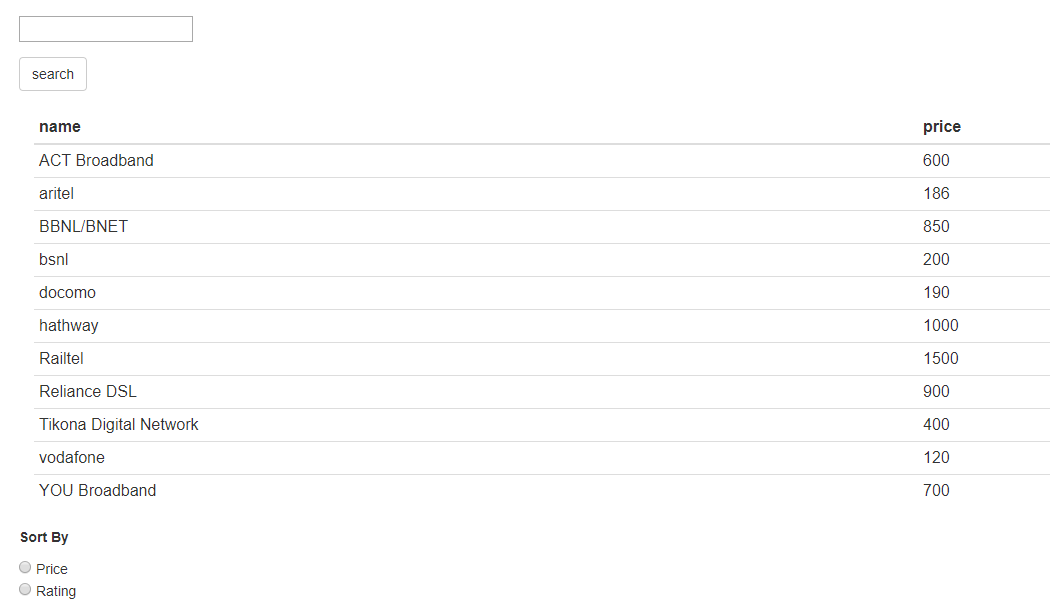 search
name price
ACT Broadband 600
aritel 186
BBNL/BNET 850
bsnl 200
docomo 190
hathway 1000
Railtel 1500
Reliance DSL 900
Tikona Digital Network 400
vodafone 120
YOU Broadband 700
Sort By
Price
Rating